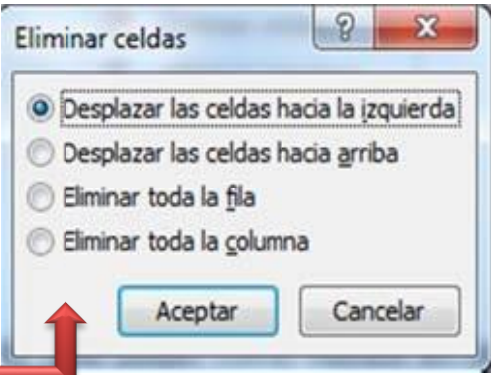 Eliminar celdas
Desplazar las celdas hacia la izquierda
Desplazar las celdas hacia arriba
Eliminar toda la fila
Eliminar toda la columna
Aceptar Cancelar